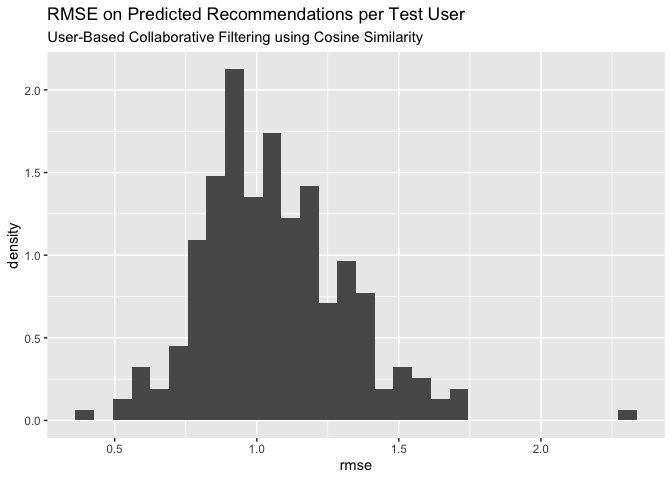 RMSE on Predicted Recommendations per Test User
User-Based Collaborative Filtering using Cosine Similarity
2.0
1.5
1.0
0.5
0.0
density
0.5 1.0 1.5 2.0
rmse